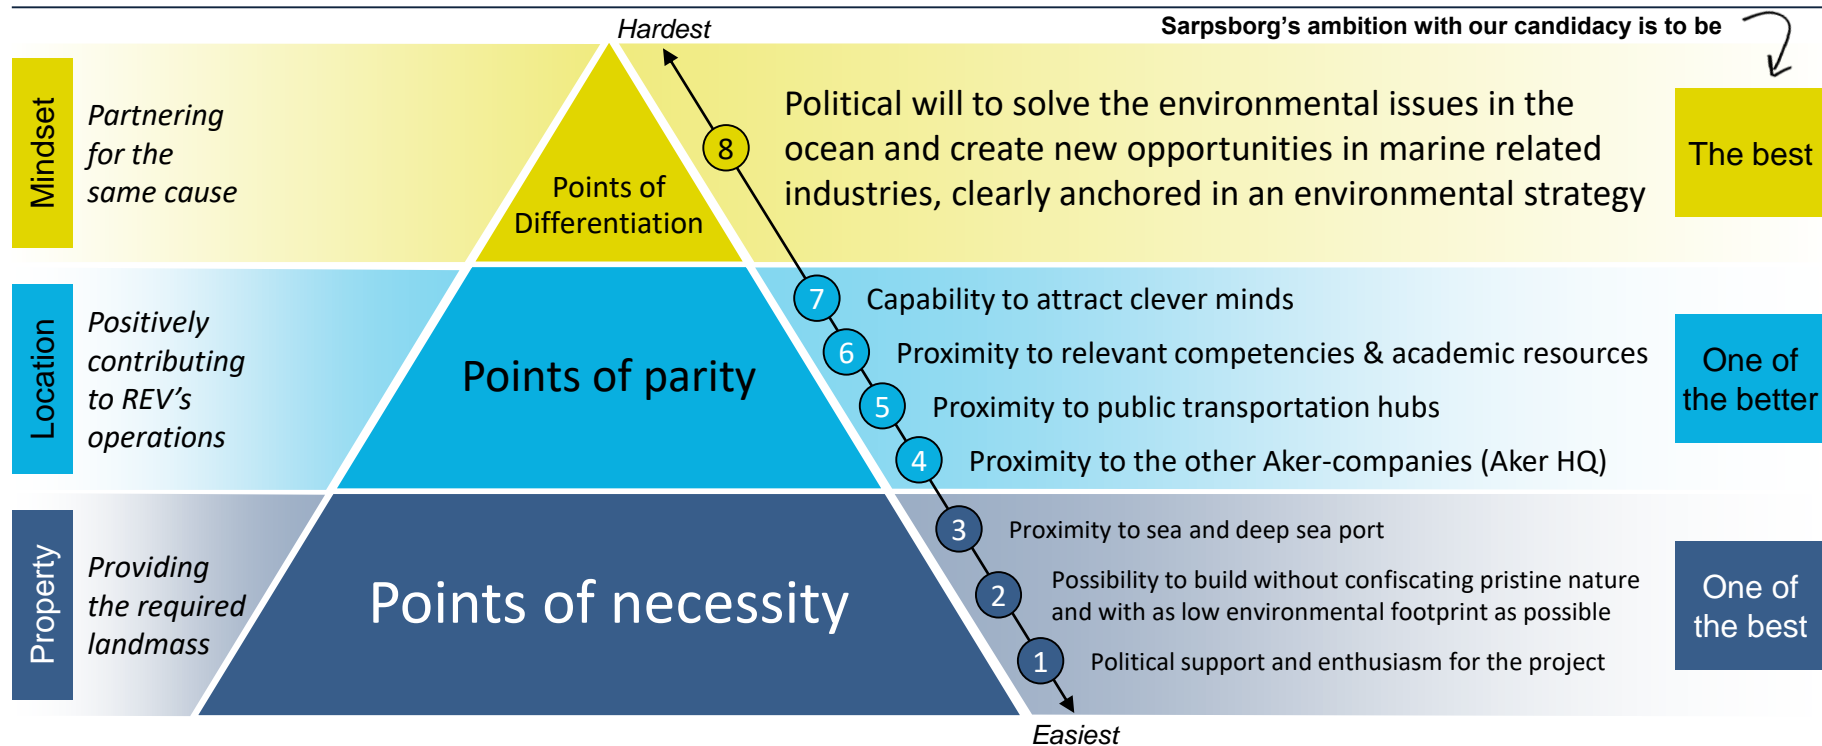 Hardest
Sarpsborg's ambition with our candidacy is to be
Mindset
Partnering
for the
same cause
Points of
Differentiation
8
Political will to solve the environmental issues in the
ocean and create new opportunities in marine related
industries, clearly anchored in an environmental strategy
The best
Location
Positively
contributing
to REV's
operations
Points of parity
7
Capability to attract clever minds
6
Proximity to relevant competencies & academic resources
5
Proximity to public transportation hubs
4
Proximity to the other Aker-companies (Aker HQ)
One of
the better
Property
Providing
the required
landmass
Points of necessity
3
Proximity to sea and deep sea port
2
Possibility to build without confiscating pristine nature
and with as low environmental footprint as possible
1
Political support and enthusiasm for the project
One of
the best
Easiest